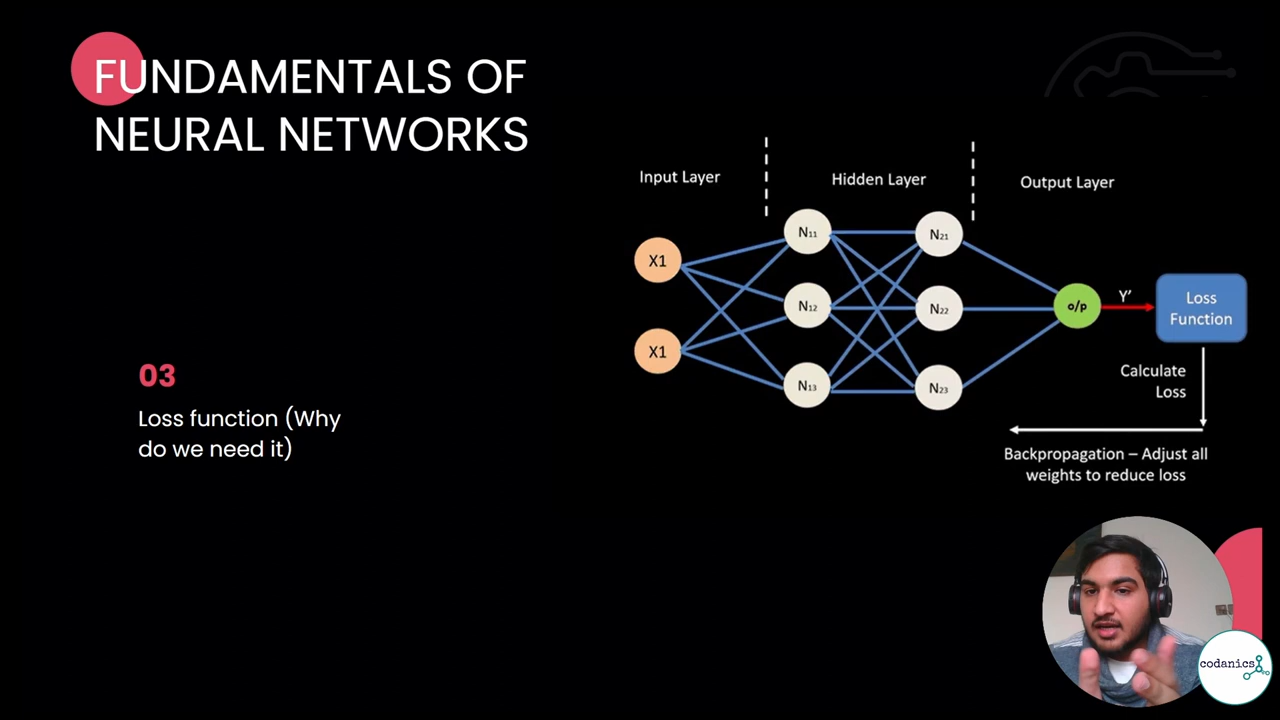 FUNDAMENTALS OF
NEURAL NETWORKS
Input Layer
Hidden Layer
Output Layer
X1
X1
N11
N12
N13
N21
N22
N23
o/p
Y’
Loss
Function
Calculate
Loss
Backpropagation – Adjust all
weights to reduce loss
03
Loss function (Why
do we need it)
codanics